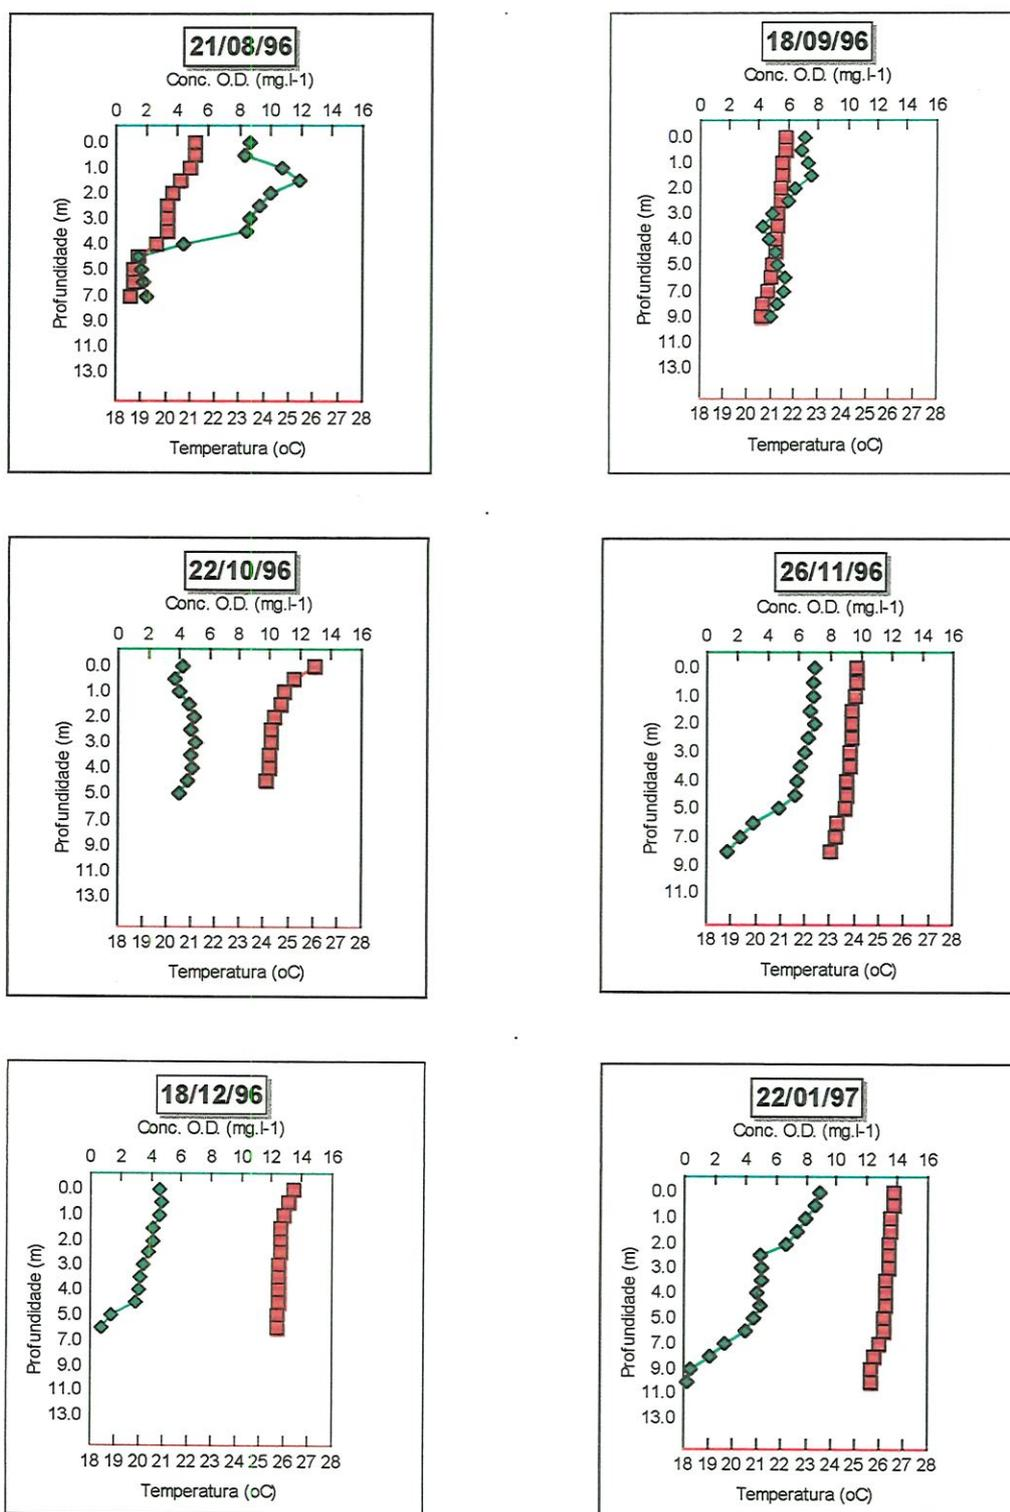 21/08/96
Conc. O.D. (mg.l-1)
0 2 4 6 8 10 12 14 16
0.0
1.0
2.0
3.0
4.0
5.0
7.0
9.0
11.0
13.0
Profundidade (m)
18 19 20 21 22 23 24 25 26 27 28
Temperatura (oC)
18/09/96
Conc. O.D. (mg.l-1)
0 2 4 6 8 10 12 14 16
0.0
1.0
2.0
3.0
4.0
5.0
7.0
9.0
11.0
13.0
Profundidade (m)
18 19 20 21 22 23 24 25 26 27 28
Temperatura (oC)
22/10/96
Conc. O.D. (mg.l-1)
0 2 4 6 8 10 12 14 16
0.0
1.0
2.0
3.0
4.0
5.0
7.0
9.0
11.0
13.0
Profundidade (m)
18 19 20 21 22 23 24 25 26 27 28
Temperatura (oC)
26/11/96
Conc. O.D. (mg.l-1)
0 2 4 6 8 10 12 14 16
0.0
1.0
2.0
3.0
4.0
5.0
7.0
9.0
11.0
Profundidade (m)
18 19 20 21 22 23 24 25 26 27 28
Temperatura (oC)
18/12/96
Conc. O.D. (mg.l-1)
0 2 4 6 8 10 12 14 16
0.0
1.0
2.0
3.0
4.0
5.0
7.0
9.0
11.0
13.0
Profundidade (m)
18 19 20 21 22 23 24 25 26 27 28
Temperatura (oC)
22/01/97
Conc. O.D. (mg.l-1)
0 2 4 6 8 10 12 14 16
0.0
1.0
2.0
3.0
4.0
5.0
7.0
9.0
11.0
13.0
Profundidade (m)
18 19 20 21 22 23 24 25 26 27 28
Temperatura (oC)